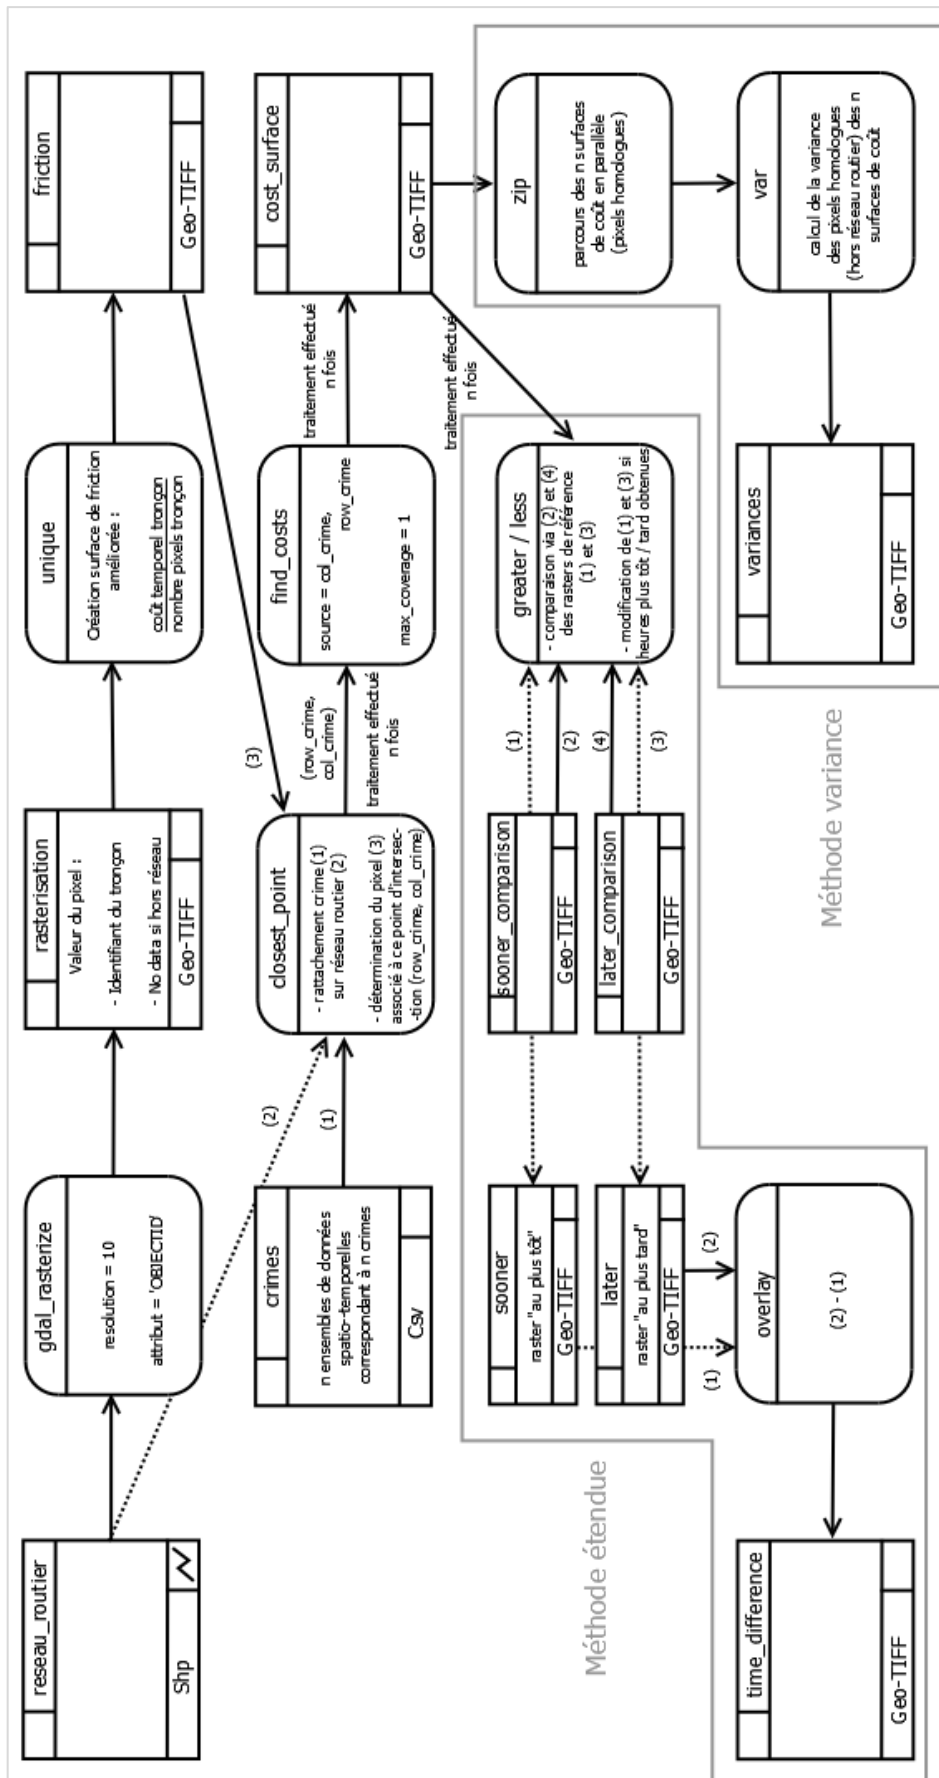 reseau_routier
Shp
gdal_rasterize
resolution = 10
attribut = 'OBJECTID'
rasterisation
Valeur du pixel :
- Identifiant du tronçon
- No data si hors réseau
Geo-TIFF
unique
Création surface de friction
améliorée :
coût temporel tronçon
nombre pixels tronçon
friction
Geo-TIFF
(2)
(1)
(3)
crimes
n ensembles de données
spatio-temporelles
correspondant à n crimes
Csv
closest_point
- rattachement crime (1)
sur réseau routier (2)
- détermination du pixel (3)
associé à ce point d'intersec-
-tion (row_crime, col_crime)
(row_crime,
col_crime)
traitement effectué
n fois
find_costs
source = col_crime,
row_crime
max_coverage = 1
traitement effectué
n fois
cost_surface
Geo-TIFF
traitement effectué
n fois
Méthode étendue
sooner
raster "au plus tôt"
Geo-TIFF
later
raster "au plus tard"
Geo-TIFF
sooner_comparison
Geo-TIFF
later_comparison
Geo-TIFF
(1)
(2)
(4)
(3)
greater / less
- comparaison via (2) et (4)
des rasters de référence
(1) et (3)
- modification de (1) et (3) si
heures plus tôt / tard obtenues
zip
parcours des n surfaces
de coût en parallèle
(pixels homologues)
(1)
(2)
time_difference
Geo-TIFF
overlay
(2) - (1)
Méthode variance
variances
Geo-TIFF
var
calcul de la variance
des pixels homologues
(hors réseau routier) des n
surfaces de coût